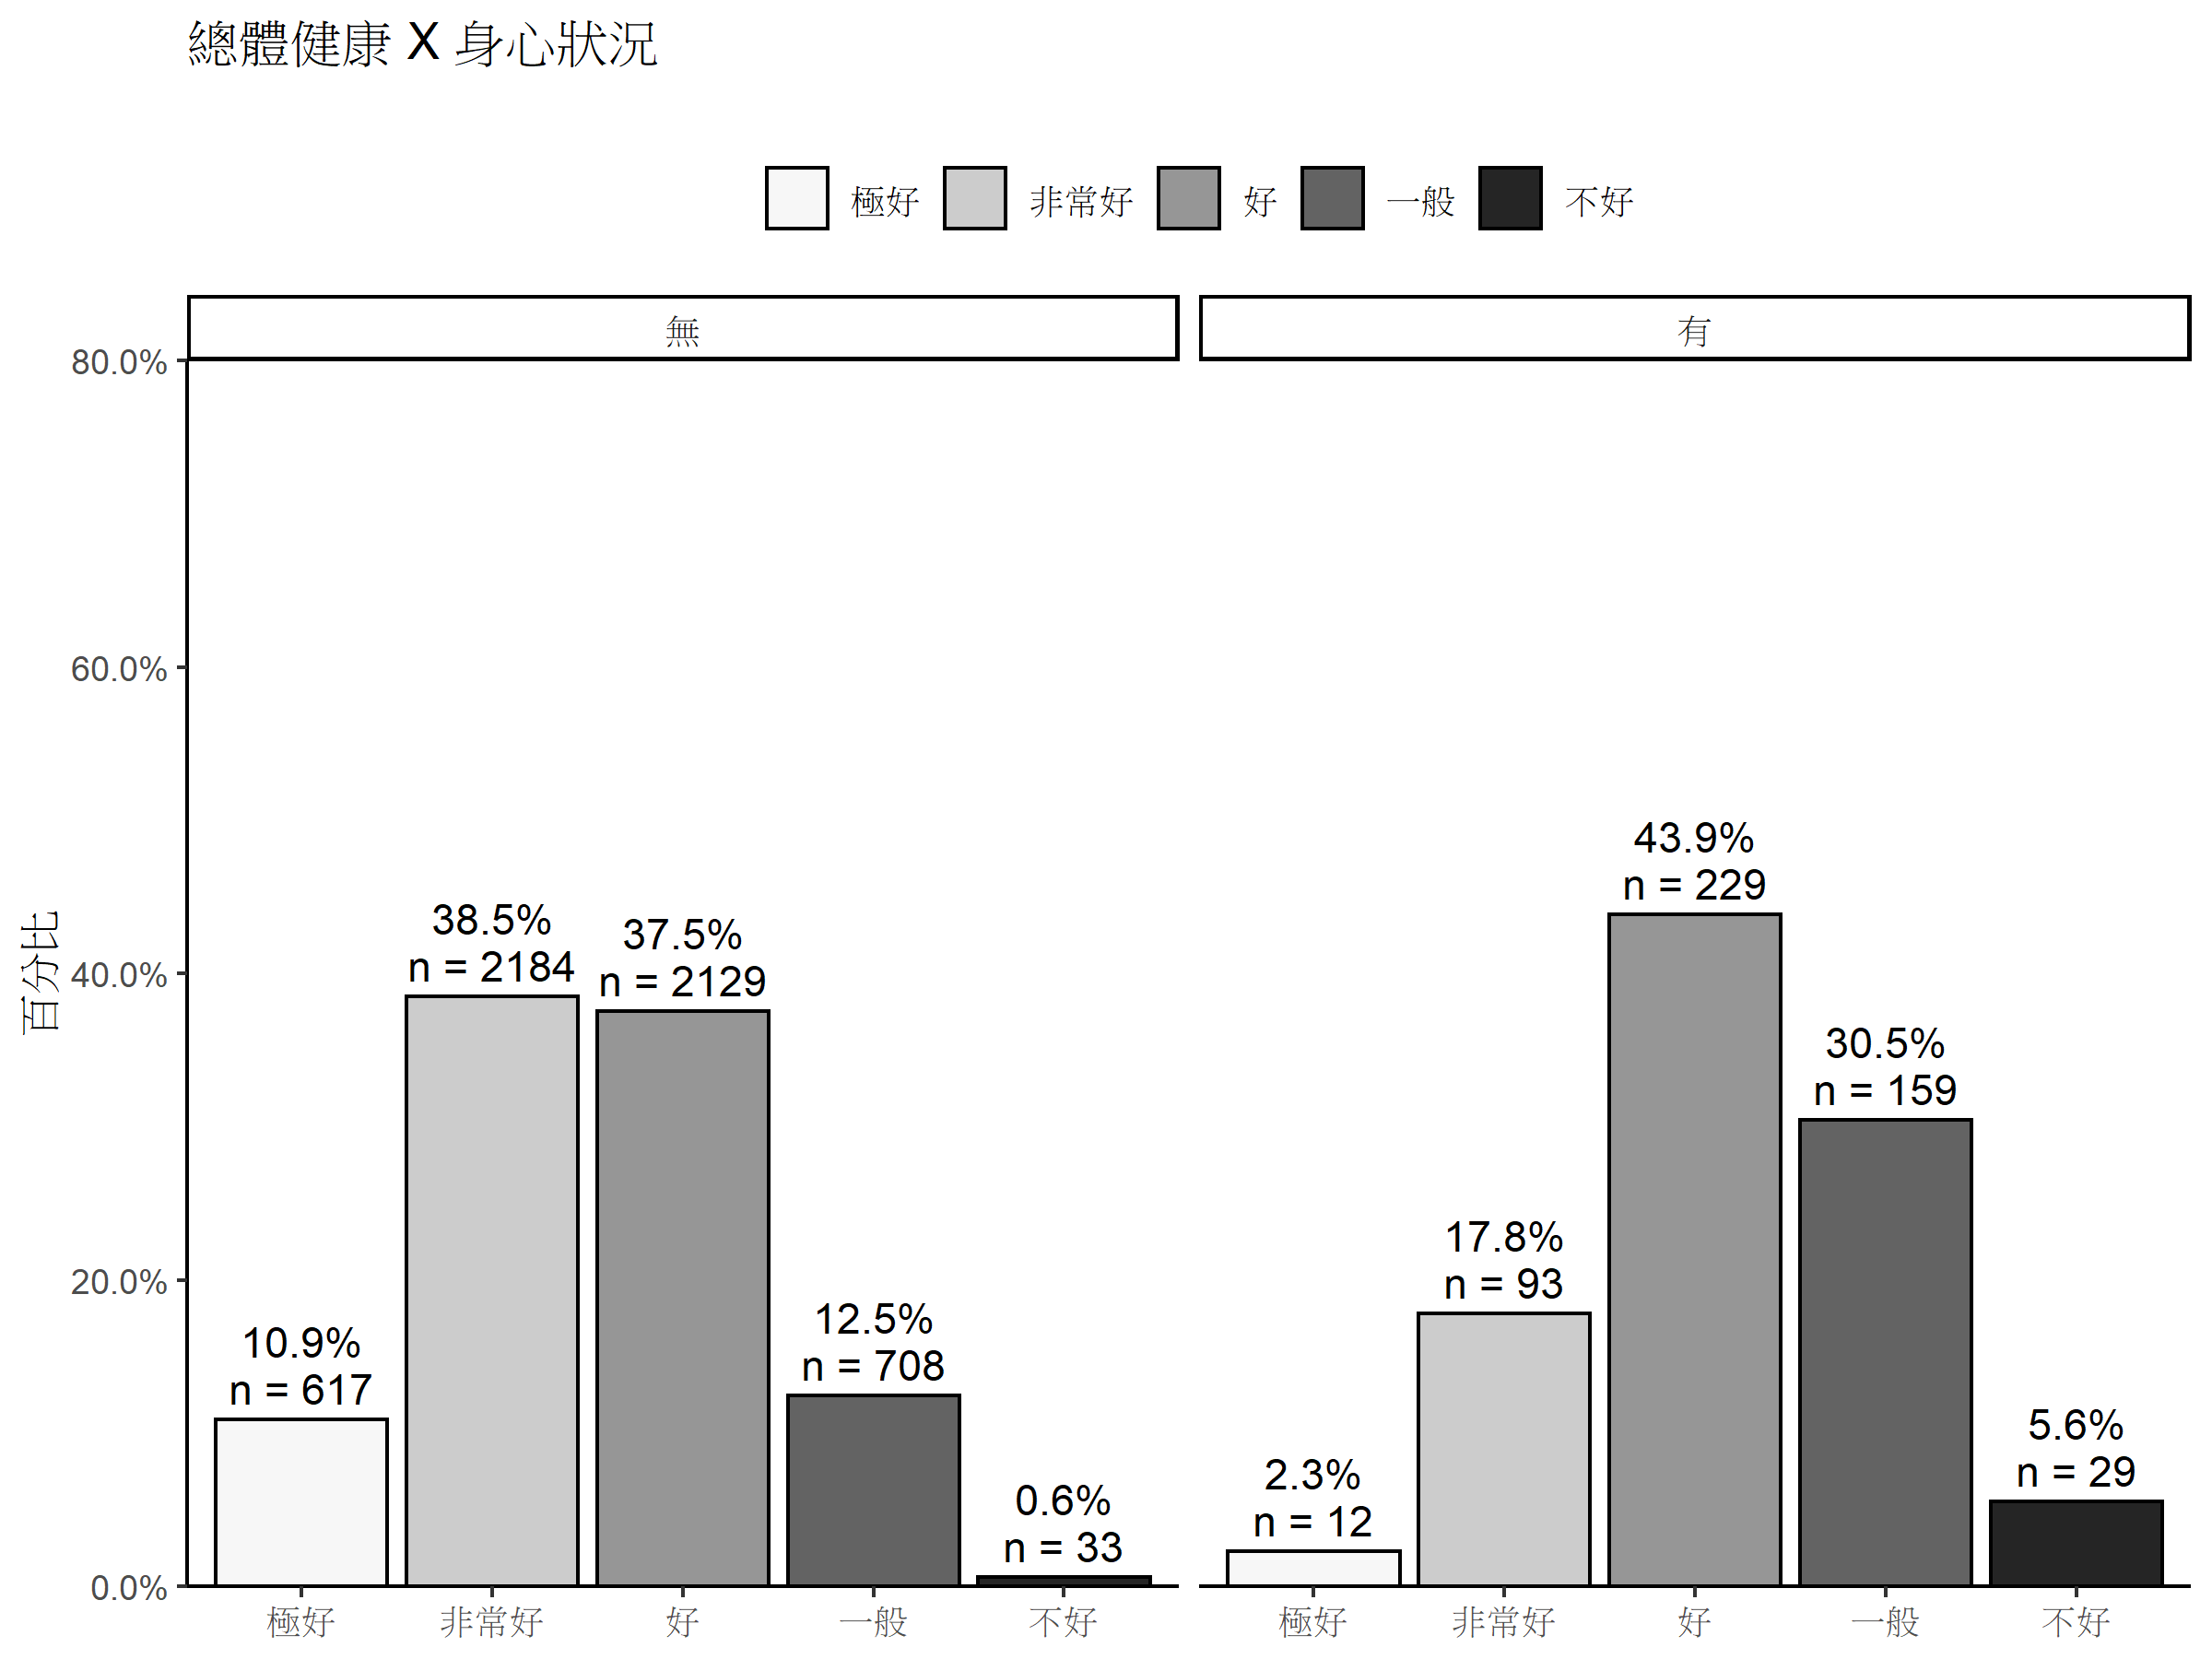 總體健康 X 身心狀況
極好 非常好 好 一般 不好
無 有
80.0%
60.0%
40.0%
20.0%
0.0%
百分比
10.9%
n = 617
38.5%
n = 2184
37.5%
n = 2129
12.5%
n = 708
0.6%
n = 33
2.3%
n = 12
17.8%
n = 93
43.9%
n = 229
30.5%
n = 159
5.6%
n = 29
極好 非常好 好 一般 不好 極好 非常好 好 一般 不好